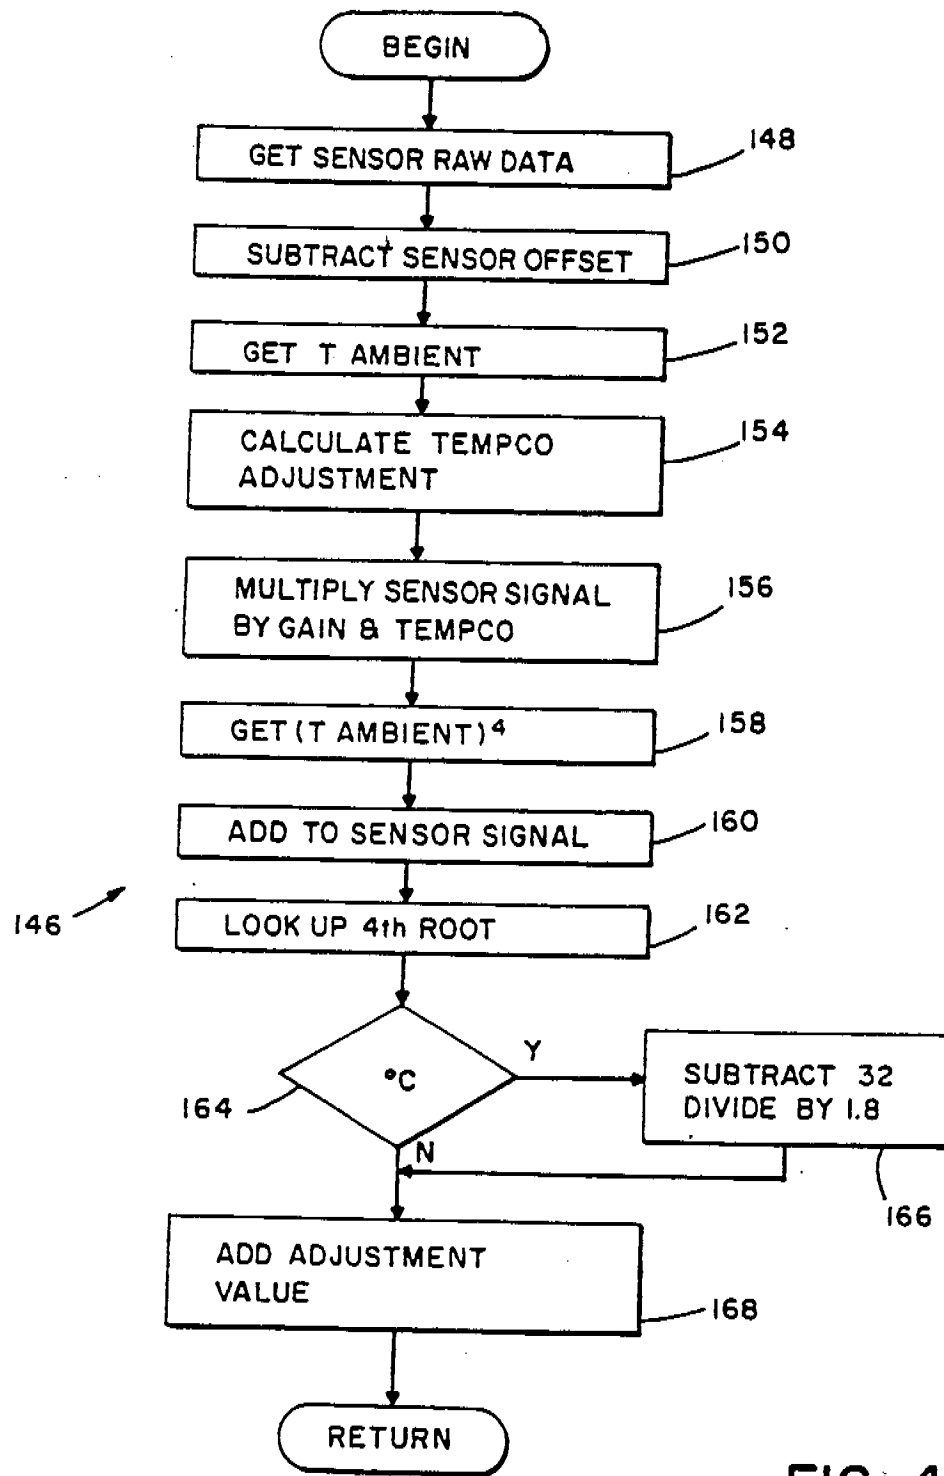 BEGIN
GET SENSOR RAW DATA
148
SUBTRACT SENSOR OFFSET
150
GET T AMBIENT
152
CALCULATE TEMPCO
ADJUSTMENT
154
MULTIPLY SENSOR SIGNAL
BY GAIN & TEMPCO
156
GET (T AMBIENT)⁴
158
ADD TO SENSOR SIGNAL
160
146
LOOK UP 4th ROOT
162
°C
Y
164
SUBTRACT 32
DIVIDE BY 1.8
N
166
ADD ADJUSTMENT
VALUE
168
RETURN
FIG. 4